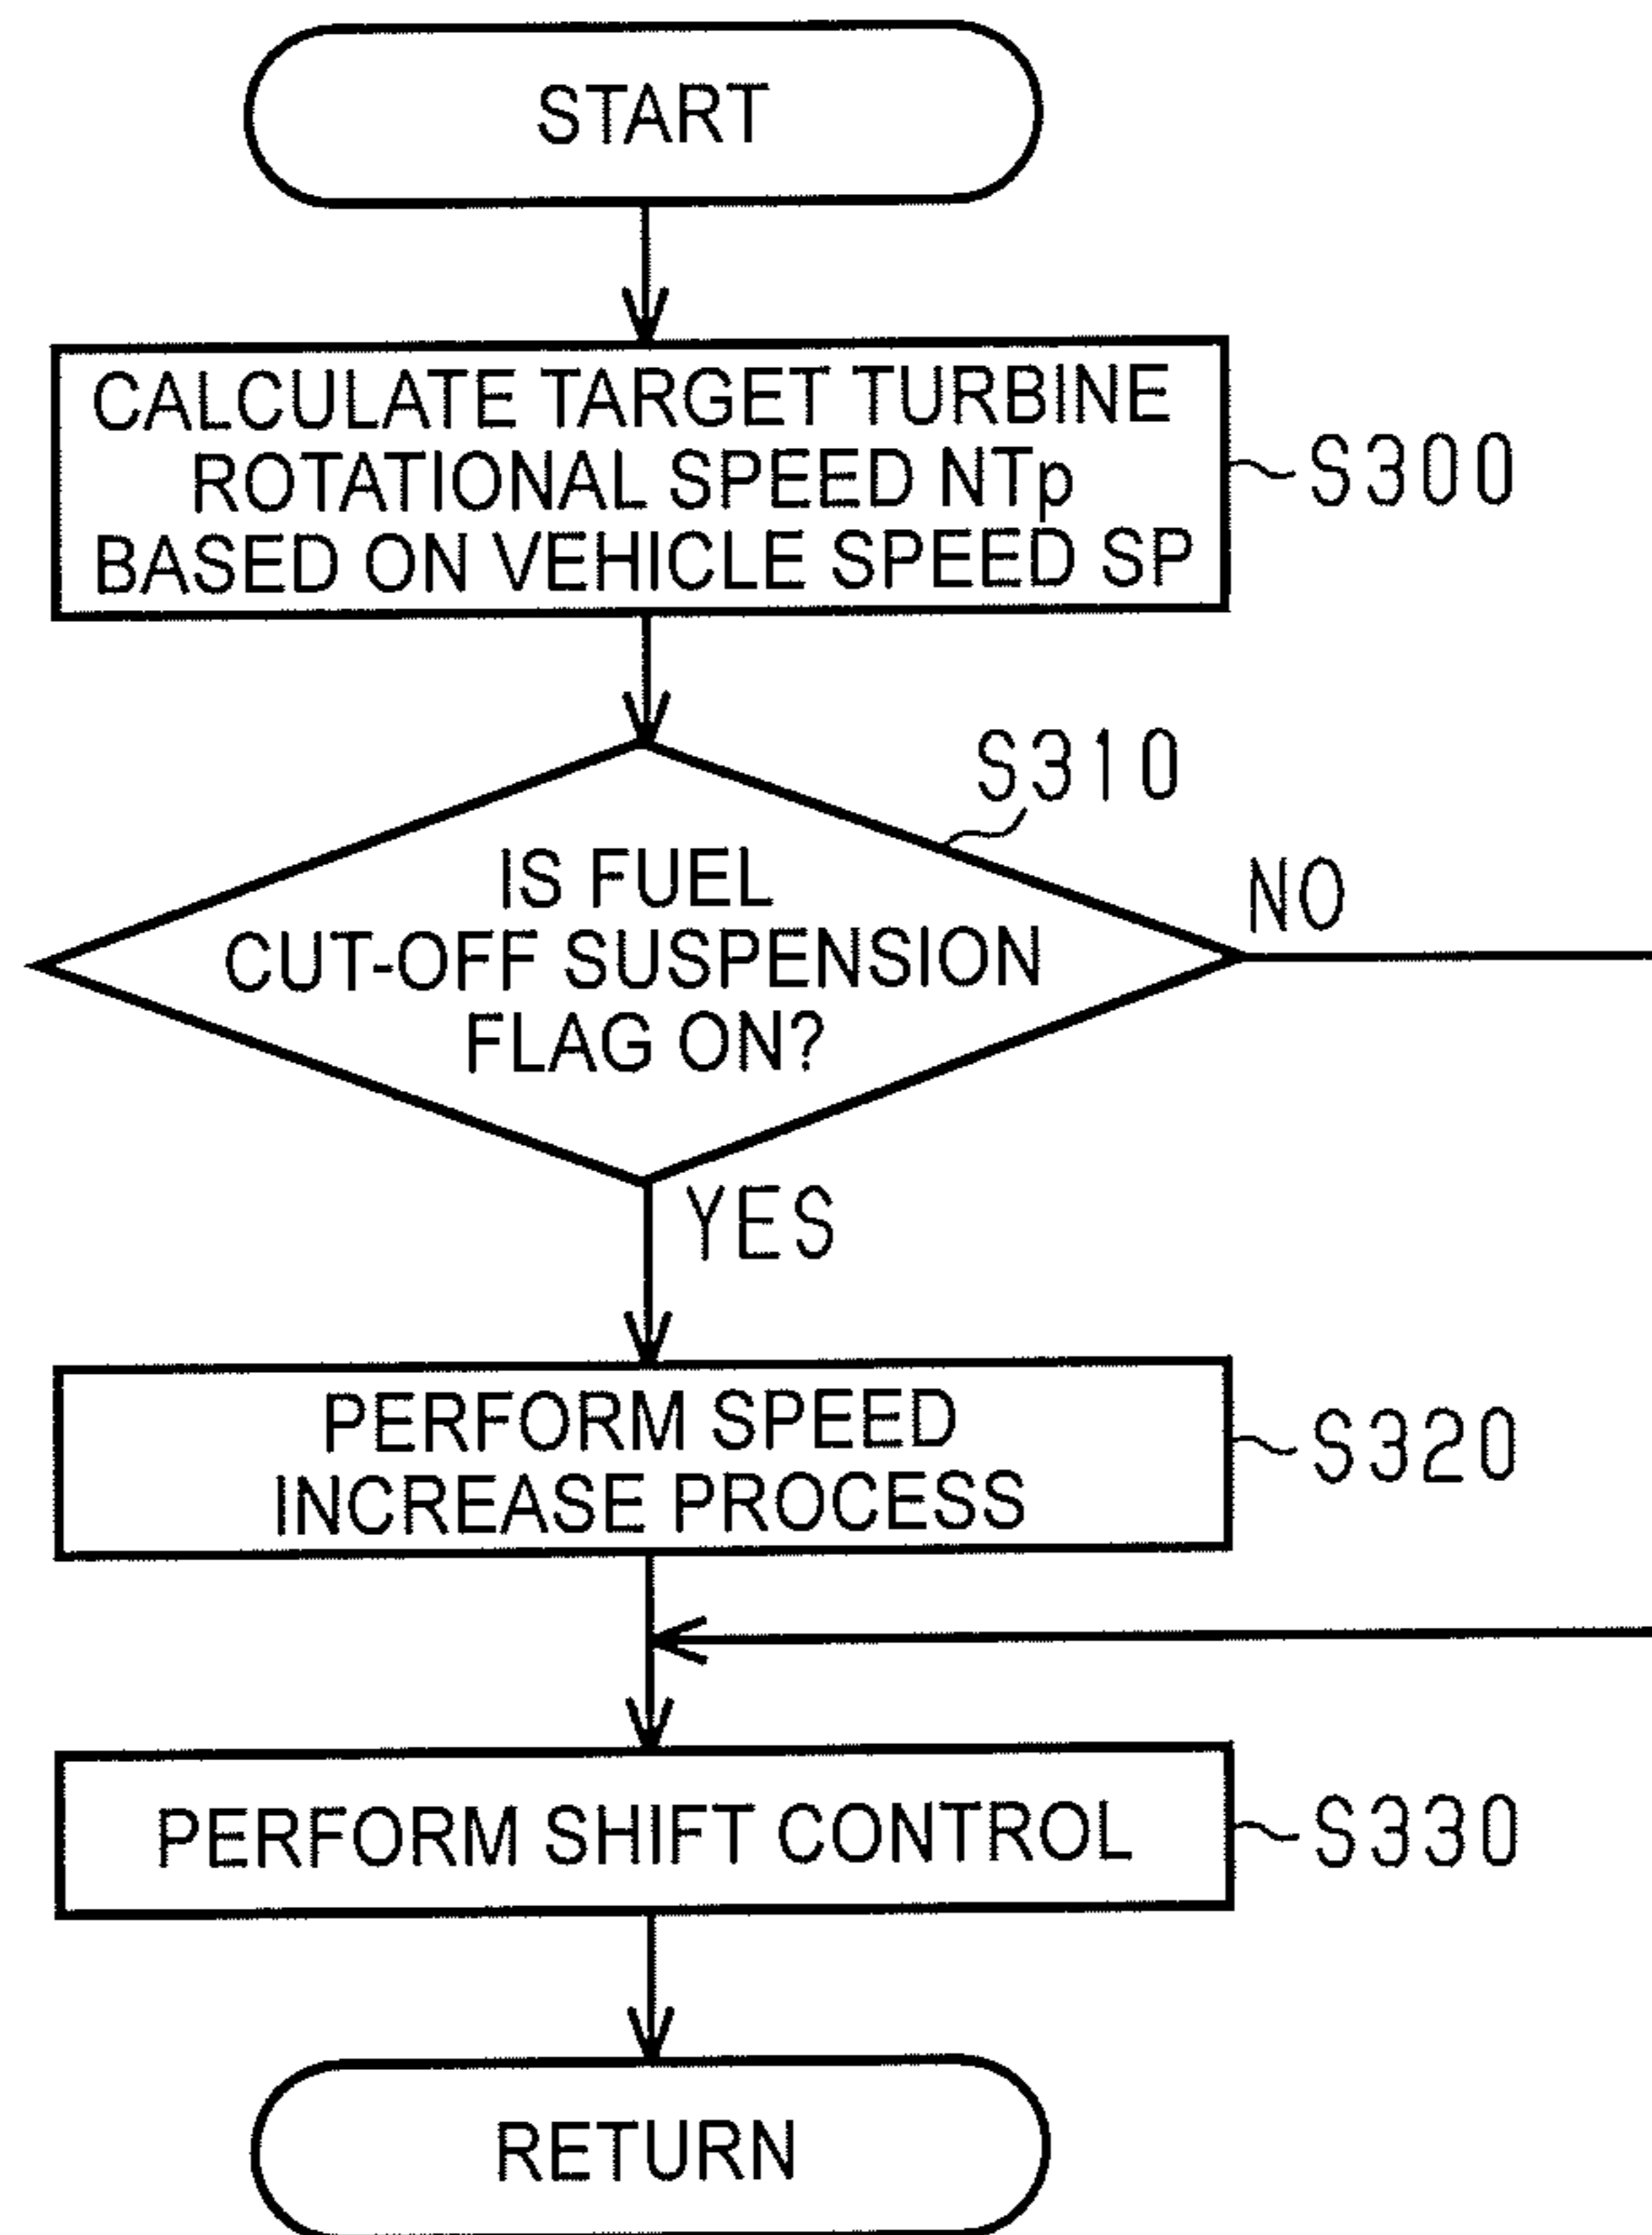 START
CALCULATE TARGET TURBINE
ROTATIONAL SPEED NTp
BASED ON VEHICLE SPEED SP
S300
S310
IS FUEL
CUT-OFF SUSPENSION
FLAG ON?
NO
YES
PERFORM SPEED
INCREASE PROCESS
S320
PERFORM SHIFT CONTROL
S330
RETURN